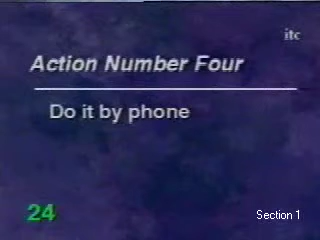 itc
Action Number Four
Do it by phone
24
Section 1